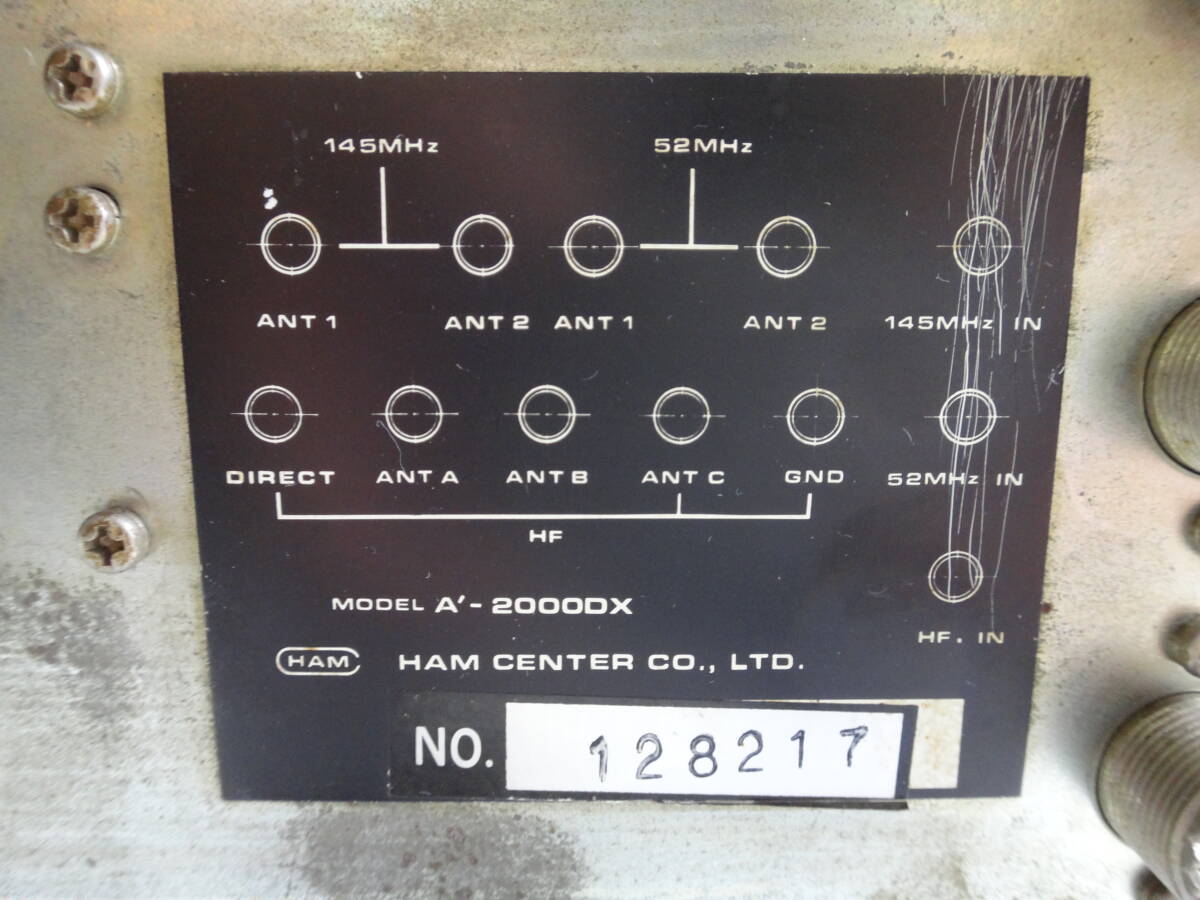 145MHz 52MHz
ANT 1 ANT 2 ANT 1 ANT 2 145MHz IN
DIRECT ANT A ANT B ANT C GND 52MHz IN
HF
MODEL A'-2000DX
HF. IN
HAM HAM CENTER CO., LTD.
NO. 128217